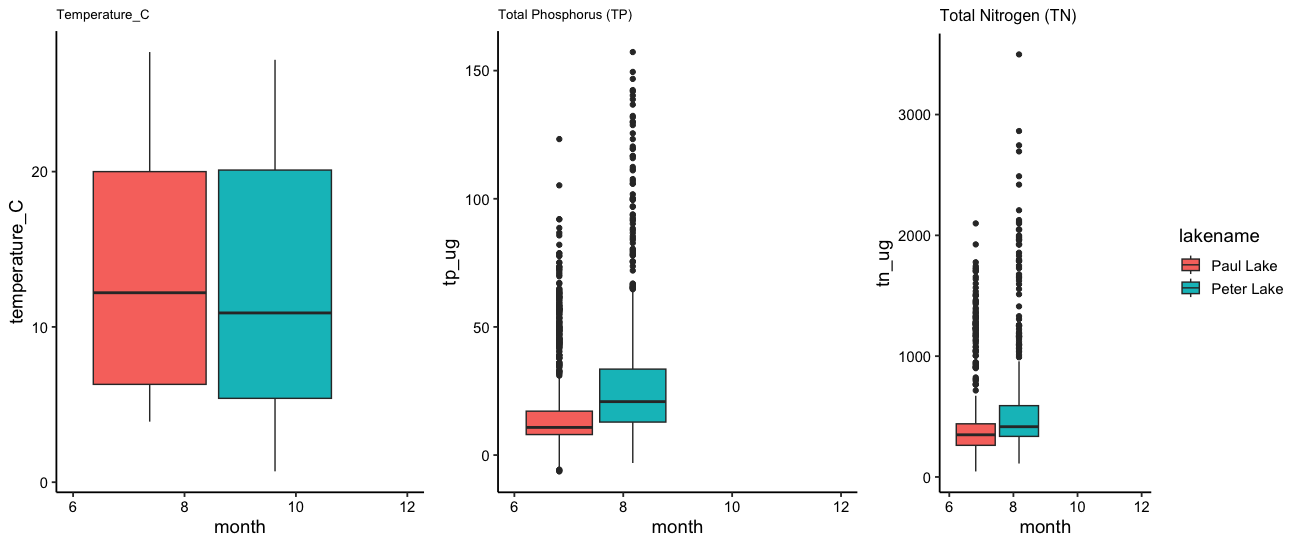 Temperature_C
temperature_C
20
10
0
6 8 10 12
month
Total Phosphorus (TP)
tp_ug
150
100
50
0
6 8 10 12
month
Total Nitrogen (TN)
tn_ug
3000
2000
1000
0
6 8 10 12
month
lakename
Paul Lake
Peter Lake